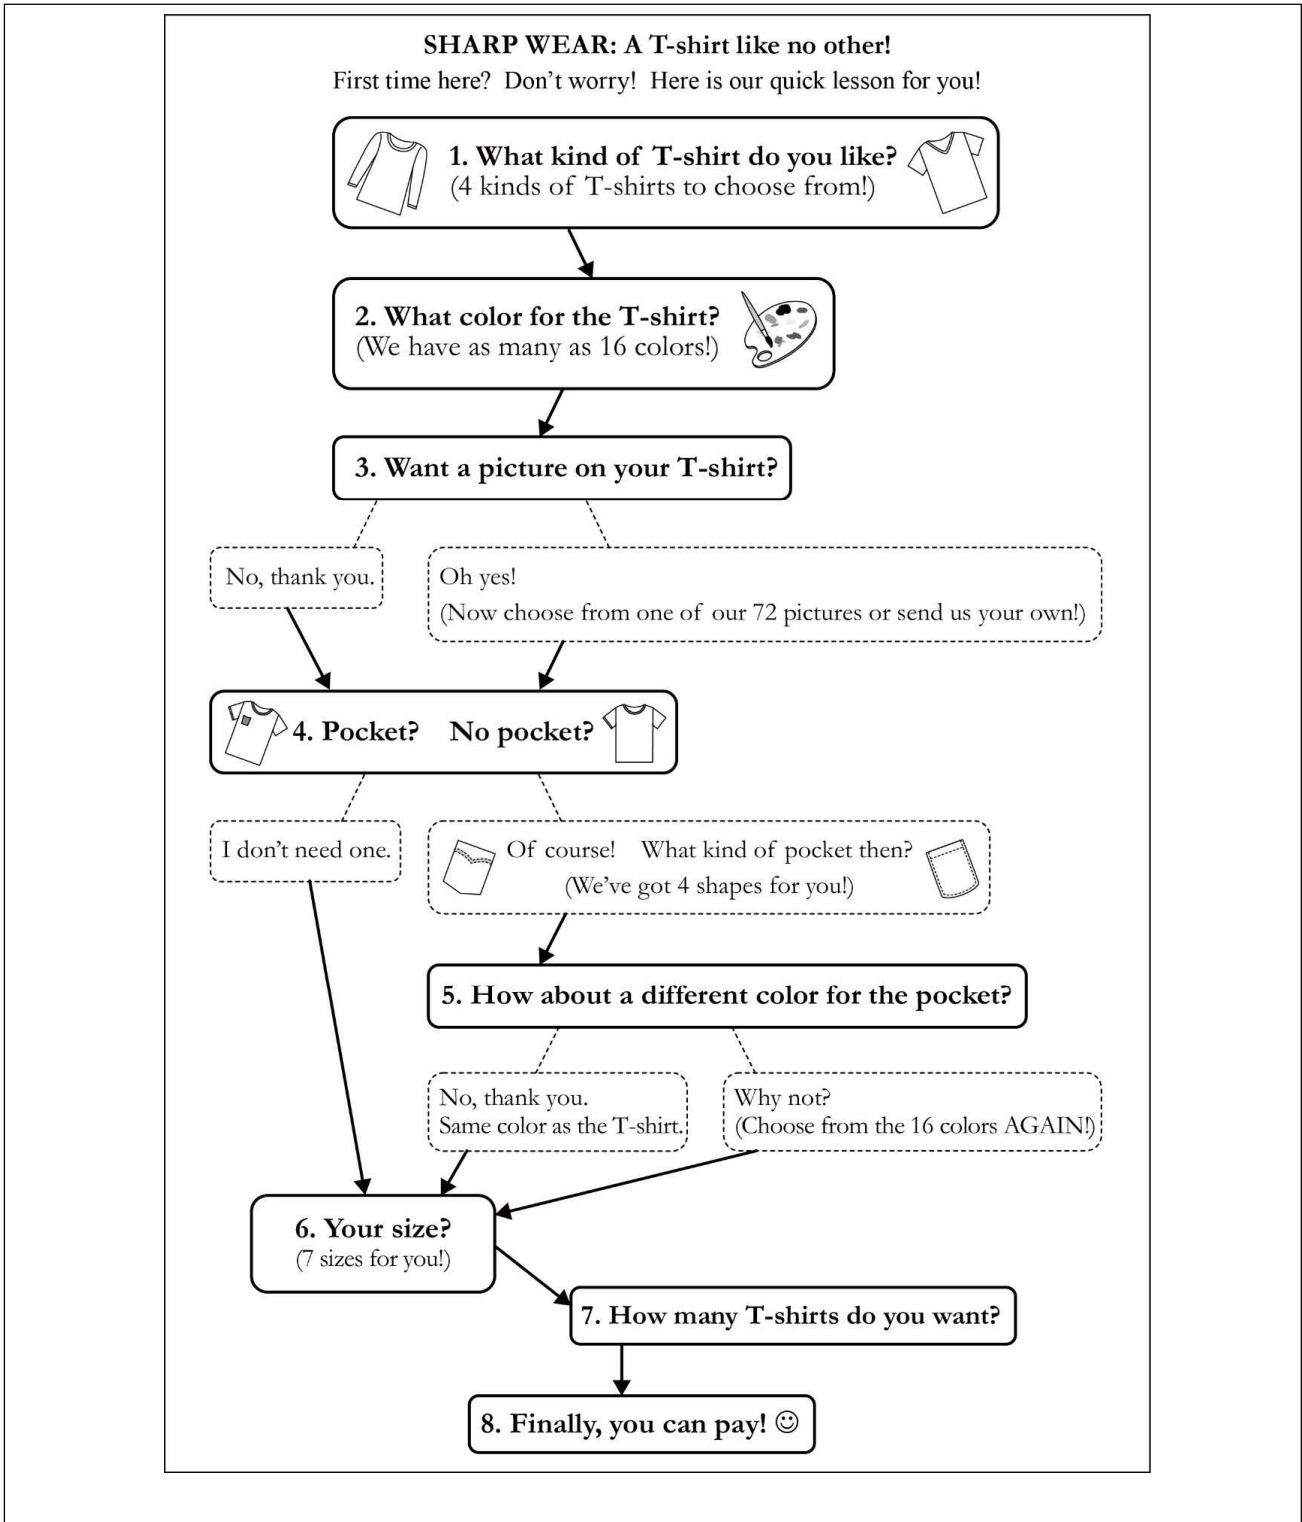 SHARP WEAR: A T-shirt like no other!
First time here? Don't worry! Here is our quick lesson for you!
1. What kind of T-shirt do you like?
(4 kinds of T-shirts to choose from!)
2. What color for the T-shirt?
(We have as many as 16 colors!)
3. Want a picture on your T-shirt?
No, thank you.
Oh yes!
(Now choose from one of our 72 pictures or send us your own!)
4. Pocket? No pocket?
I don't need one.
Of course! What kind of pocket then?
(We've got 4 shapes for you!)
5. How about a different color for the pocket?
No, thank you.
Same color as the T-shirt.
Why not?
(Choose from the 16 colors AGAIN!)
6. Your size?
(7 sizes for you!)
7. How many T-shirts do you want?
8. Finally, you can pay! ☺